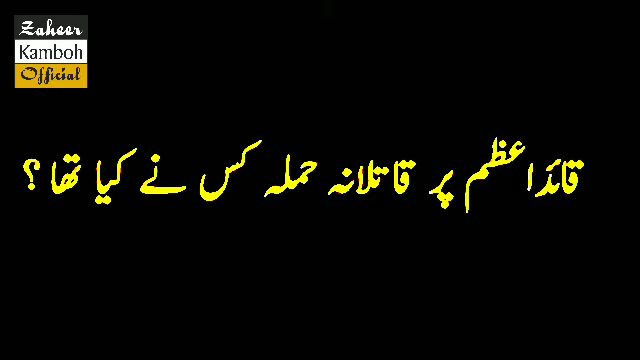 Zaheer
Kamboh
Official
قائداعظم پر قاتلانہ حملہ کس نے کیا تھا ؟